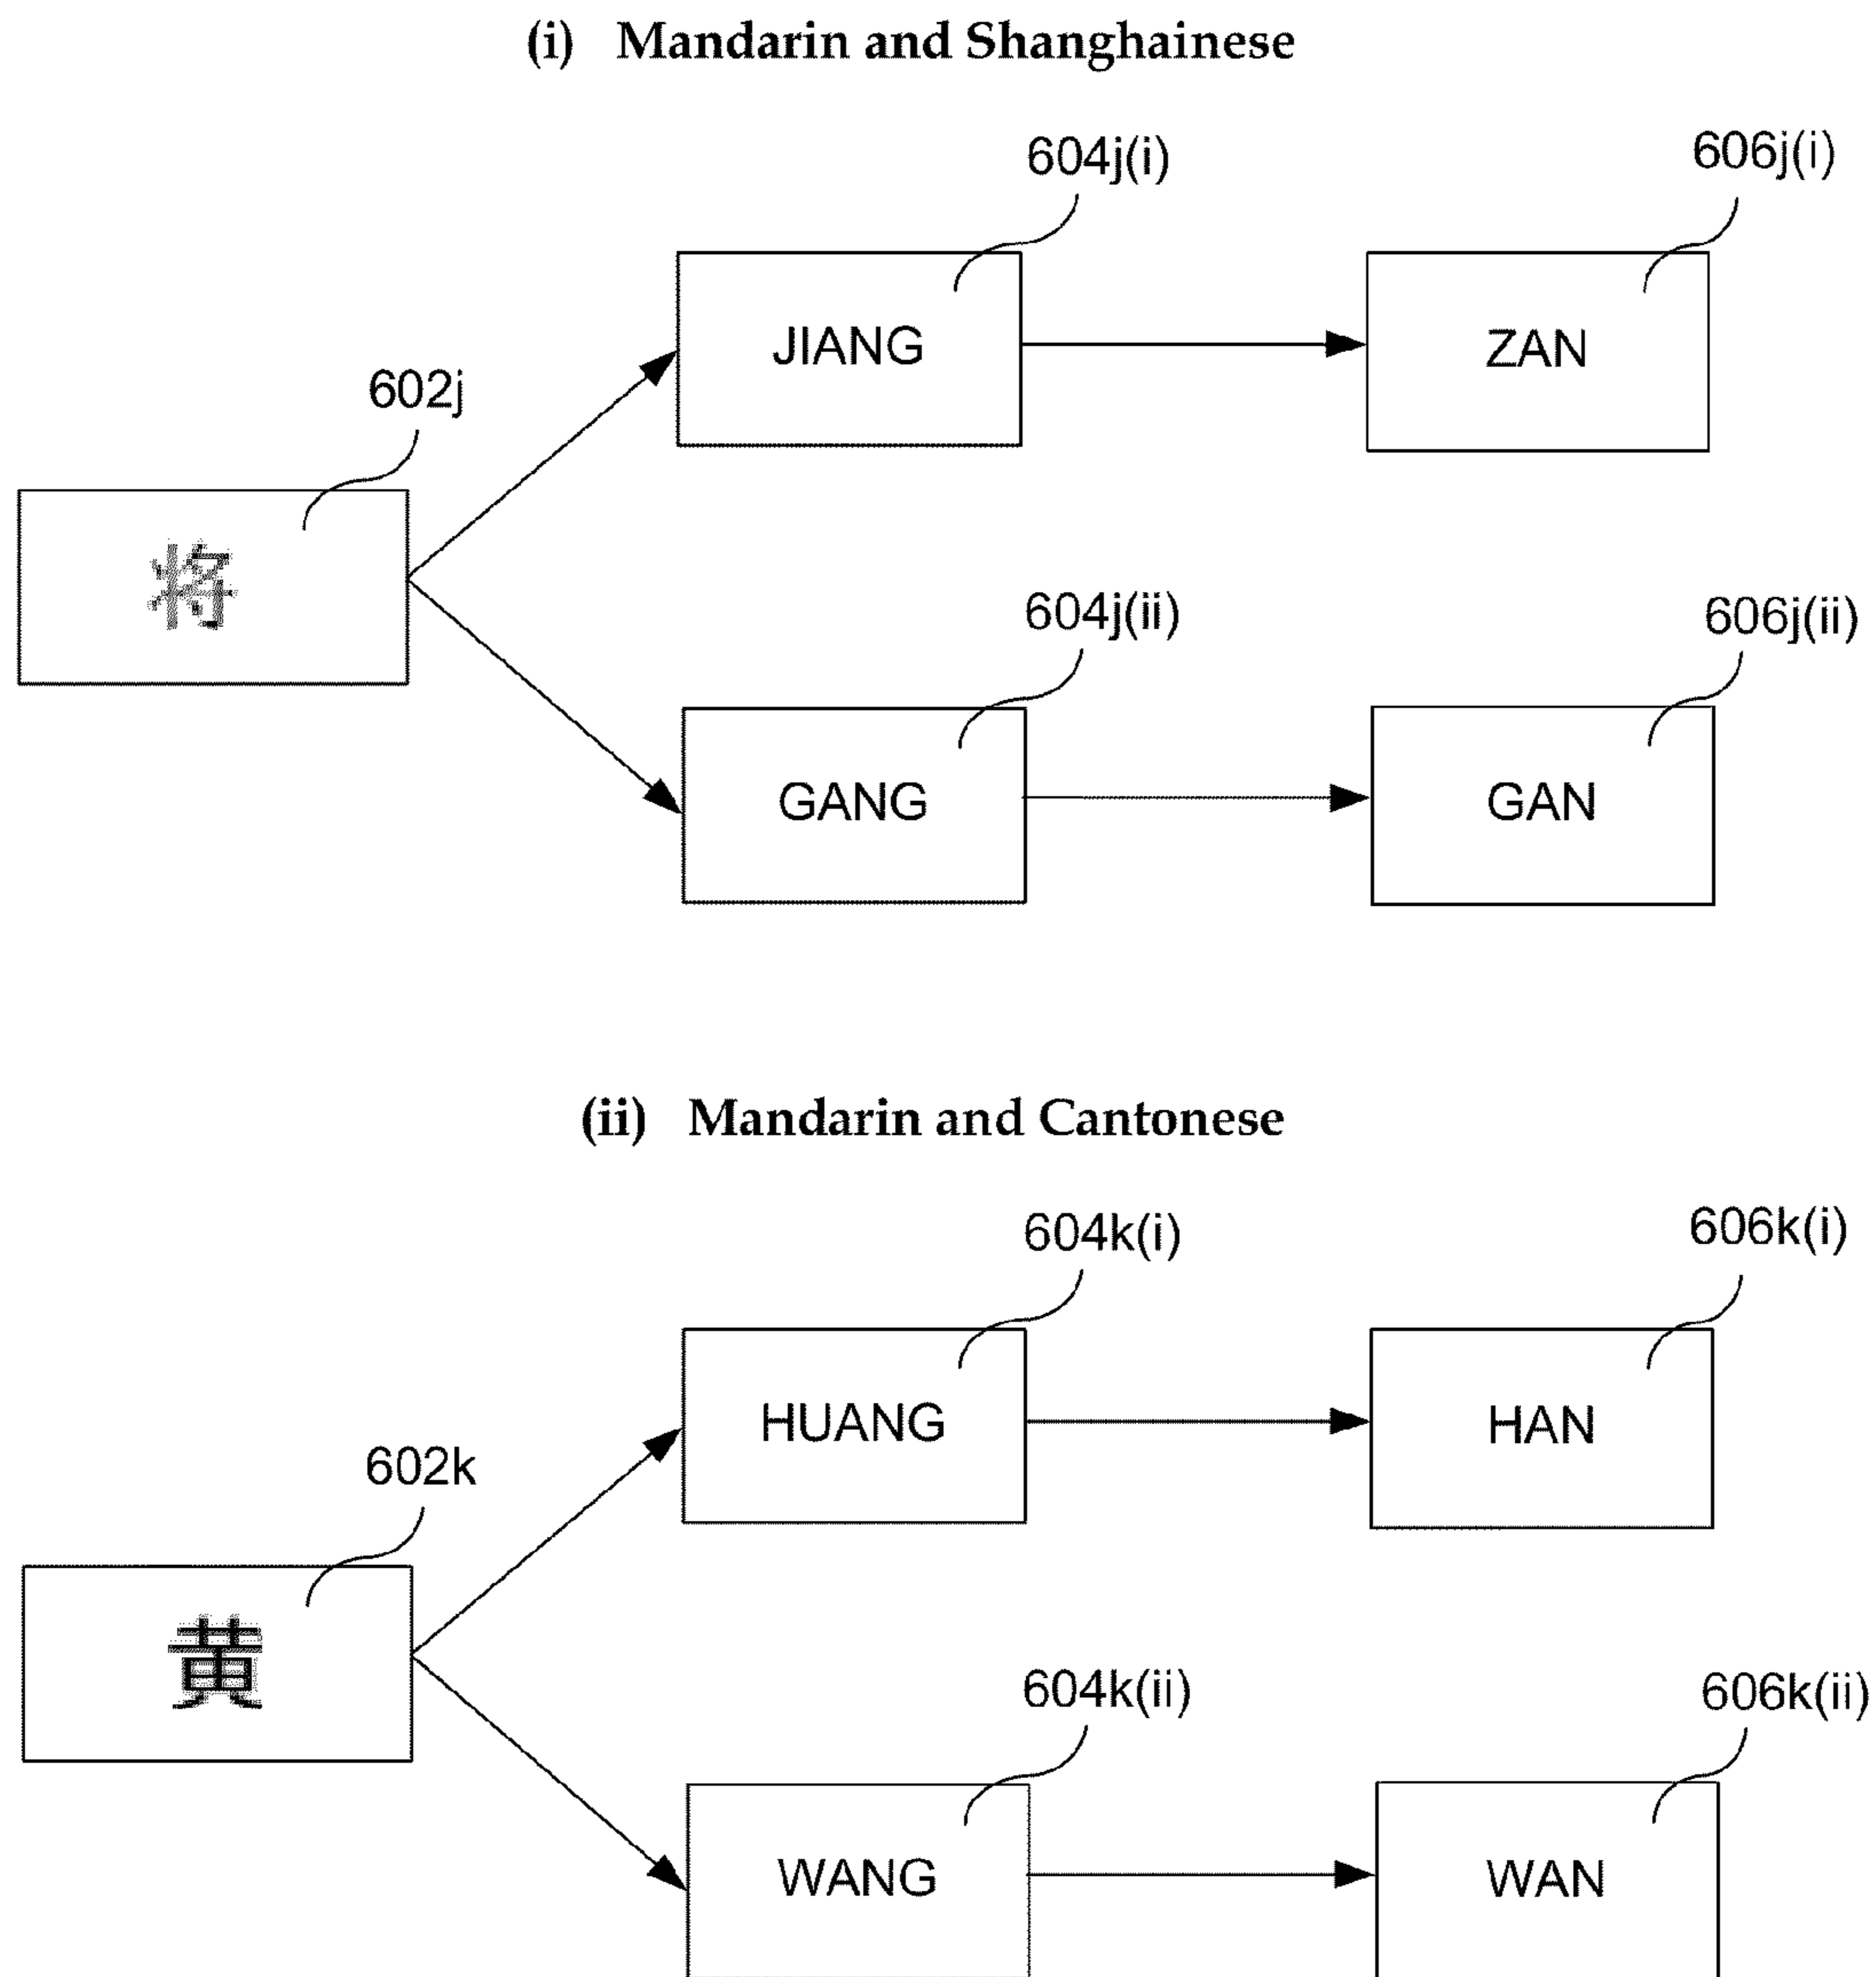 (i) Mandarin and Shanghainese
604j(i)
606j(i)
JIANG
ZAN
602j
将
604j(ii)
606j(ii)
GANG
GAN
(ii) Mandarin and Cantonese
604k(i)
606k(i)
HUANG
HAN
602k
黄
604k(ii)
606k(ii)
WANG
WAN